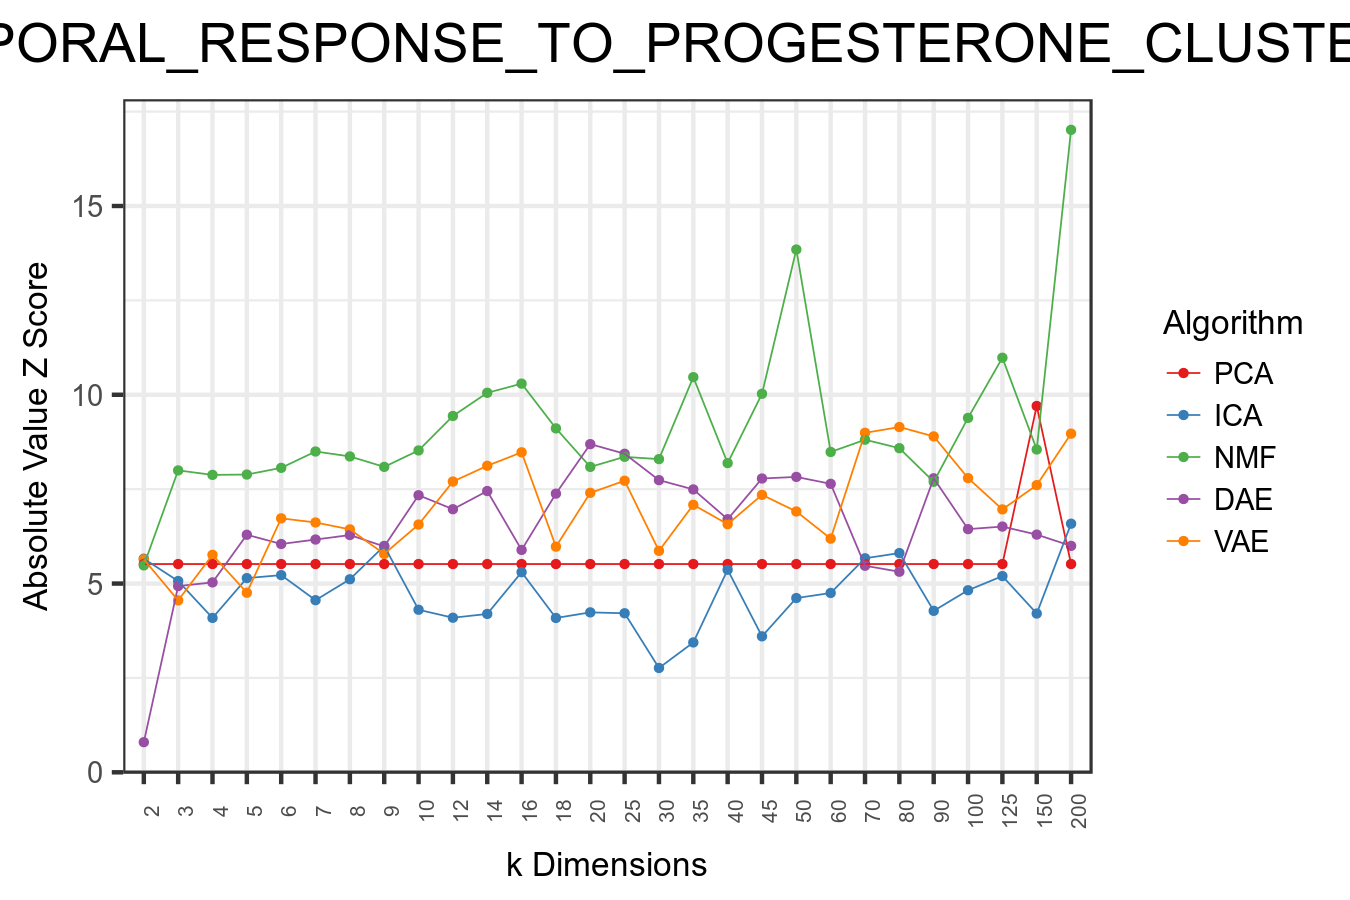 PORAL_RESPONSE_TO_PROGESTERONE_CLUSTE
Absolute Value Z Score
15
10
5
0
2 3 4 5 6 7 8 9 10 12 14 16 18 20 25 30 35 40 45 50 60 70 80 90 100 125 150 200
k Dimensions
Algorithm
PCA
ICA
NMF
DAE
VAE